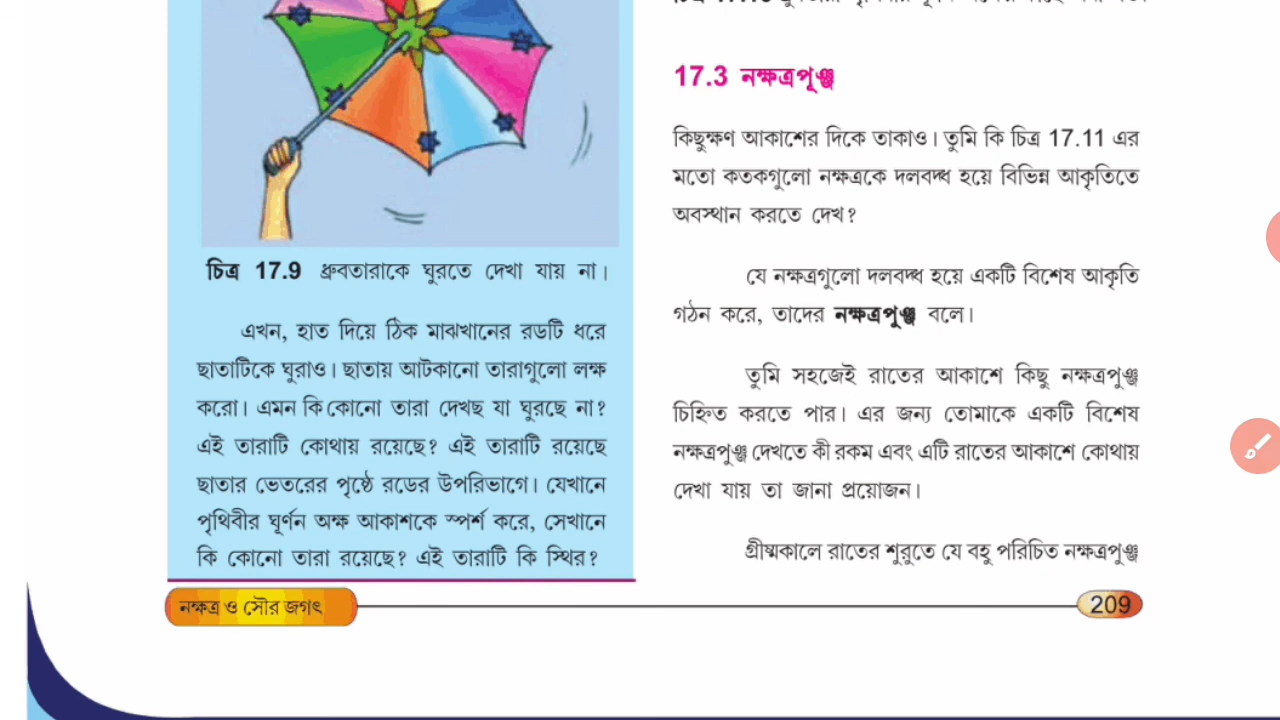 চিত্র 17.9 ধ্রুবতারাকে ঘুরতে দেখা যায় না।
এখন, হাত দিয়ে ঠিক মাঝখানের রডটি ধরে
ছাতাটিকে ঘুরাও। ছাতায় আটকানো তারাগুলো লক্ষ
করো। এমন কি কোনো তারা দেখছ যা ঘুরছে না?
এই তারাটি কোথায় রয়েছে? এই তারাটি রয়েছে
ছাতার ভেতরের পৃষ্ঠে রডের উপরিভাগে। যেখানে
পৃথিবীর ঘূর্ণন অক্ষ আকাশকে স্পর্শ করে, সেখানে
কি কোনো তারা রয়েছে? এই তারাটি কি স্থির?
17.3 নক্ষত্রপুঞ্জ
কিছুক্ষণ আকাশের দিকে তাকাও। তুমি কি চিত্র 17.11 এর
মতো কতকগুলো নক্ষত্রকে দলবদ্ধ হয়ে বিভিন্ন আকৃতিতে
অবস্থান করতে দেখ?
যে নক্ষত্রগুলো দলবদ্ধ হয়ে একটি বিশেষ আকৃতি
গঠন করে, তাদের নক্ষত্রপুঞ্জ বলে।
তুমি সহজেই রাতের আকাশে কিছু নক্ষত্রপুঞ্জ
চিহ্নিত করতে পার। এর জন্য তোমাকে একটি বিশেষ
নক্ষত্রপুঞ্জ দেখতে কী রকম এবং এটি রাতের আকাশে কোথায়
দেখা যায় তা জানা প্রয়োজন।
গ্রীষ্মকালে রাতের শুরুতে যে বহু পরিচিত নক্ষত্রপুঞ্জ
নক্ষত্র ও সৌর জগৎ
209